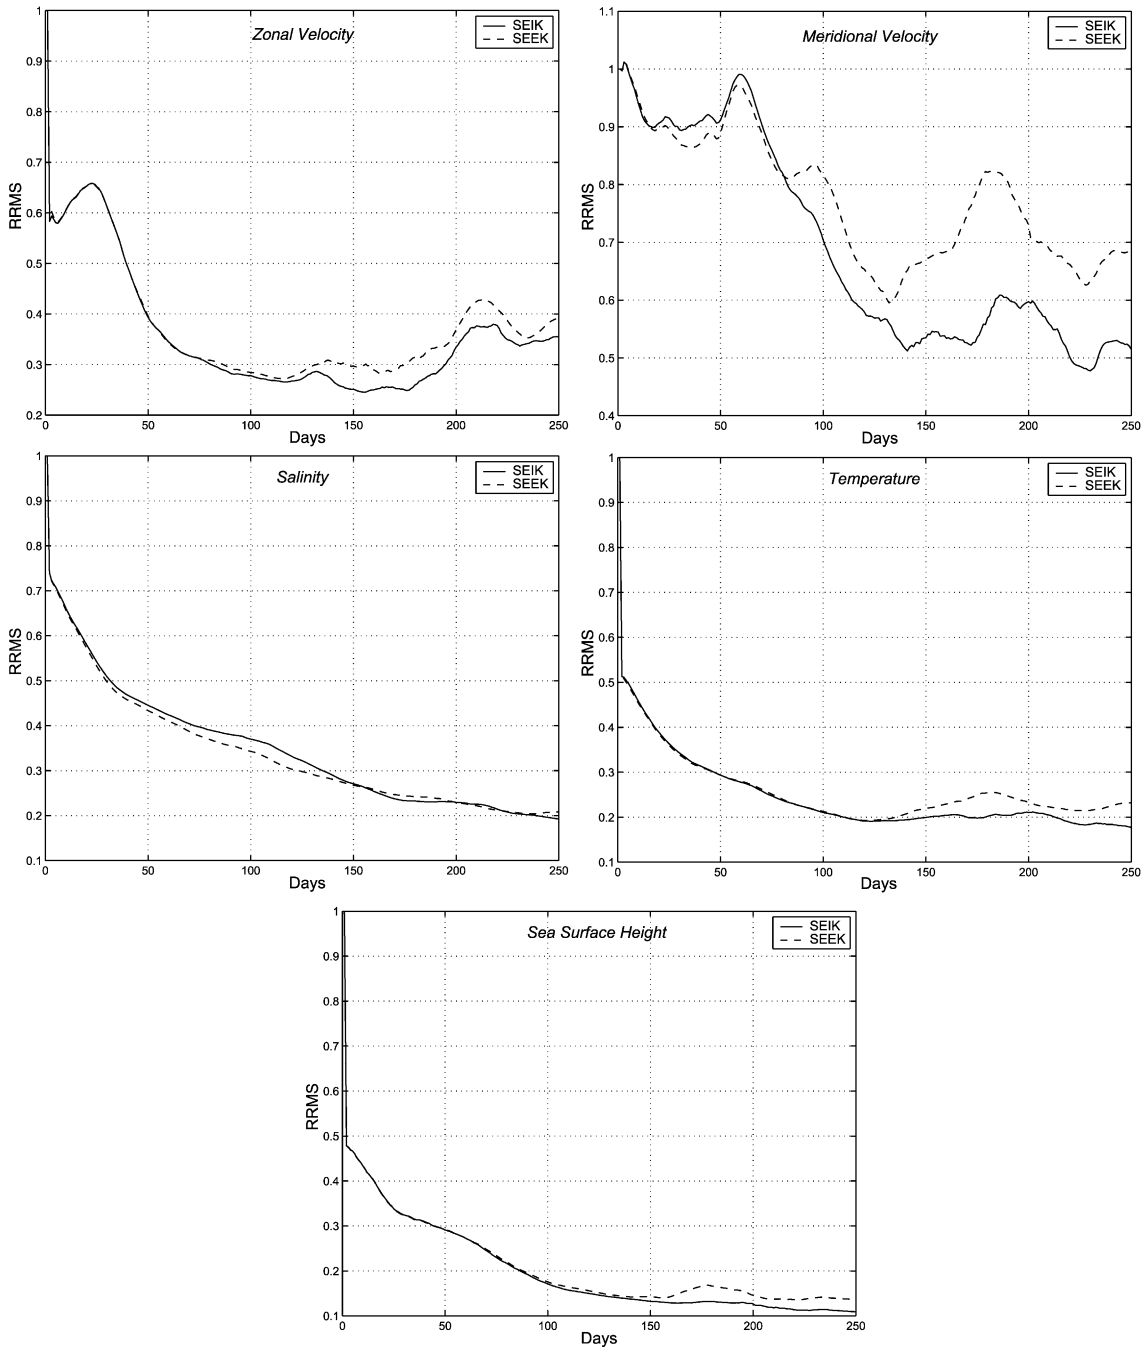 Zonal Velocity
SEIK
SEEK
1
0.9
0.8
0.7
0.6
0.5
0.4
0.3
0.2
RRMS
0 50 100 150 200 250
Days
Meridional Velocity
SEIK
SEEK
1.1
1
0.9
0.8
0.7
0.6
0.5
0.4
RRMS
0 50 100 150 200 250
Days
Salinity
SEIK
SEEK
1
0.9
0.8
0.7
0.6
0.5
0.4
0.3
0.2
0.1
RRMS
0 50 100 150 200 250
Days
Temperature
SEIK
SEEK
1
0.9
0.8
0.7
0.6
0.5
0.4
0.3
0.2
0.1
RRMS
0 50 100 150 200 250
Days
Sea Surface Height
SEIK
SEEK
1
0.9
0.8
0.7
0.6
0.5
0.4
0.3
0.2
0.1
RRMS
0 50 100 150 200 250
Days